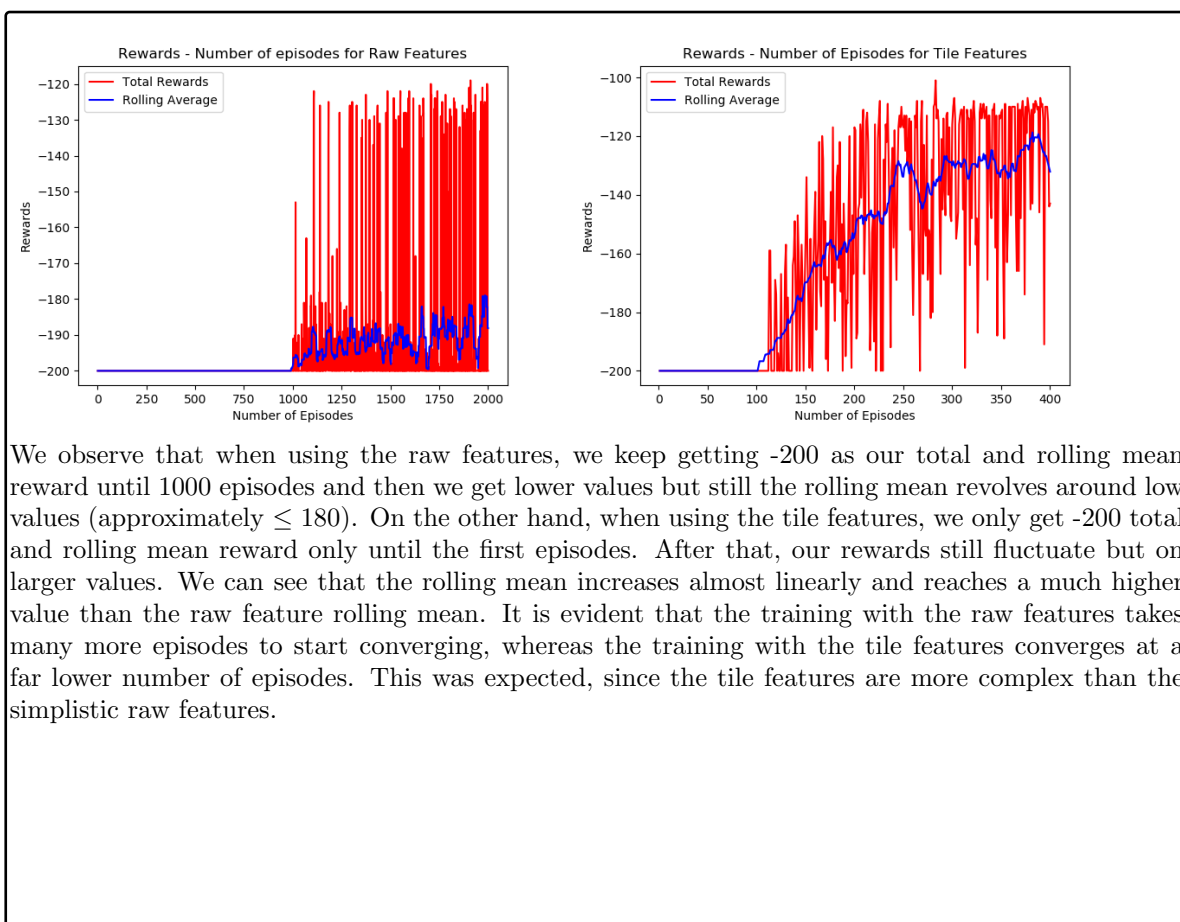 Rewards - Number of episodes for Raw Features
Total Rewards
Rolling Average
Rewards
−120
−130
−140
−150
−160
−170
−180
−190
−200
0
250
500
750
1000
1250
1500
1750
2000
Number of Episodes
Rewards - Number of Episodes for Tile Features
Total Rewards
Rolling Average
Rewards
−100
−120
−140
−160
−180
−200
0
50
100
150
200
250
300
350
400
Number of Episodes
We observe that when using the raw features, we keep getting -200 as our total and rolling mean
reward until 1000 episodes and then we get lower values but still the rolling mean revolves around low
values (approximately ≤ 180). On the other hand, when using the tile features, we only get -200 total
and rolling mean reward only until the first episodes. After that, our rewards still fluctuate but on
larger values. We can see that the rolling mean increases almost linearly and reaches a much higher
value than the raw feature rolling mean. It is evident that the training with the raw features takes
many more episodes to start converging, whereas the training with the tile features converges at a
far lower number of episodes. This was expected, since the tile features are more complex than the
simplistic raw features.